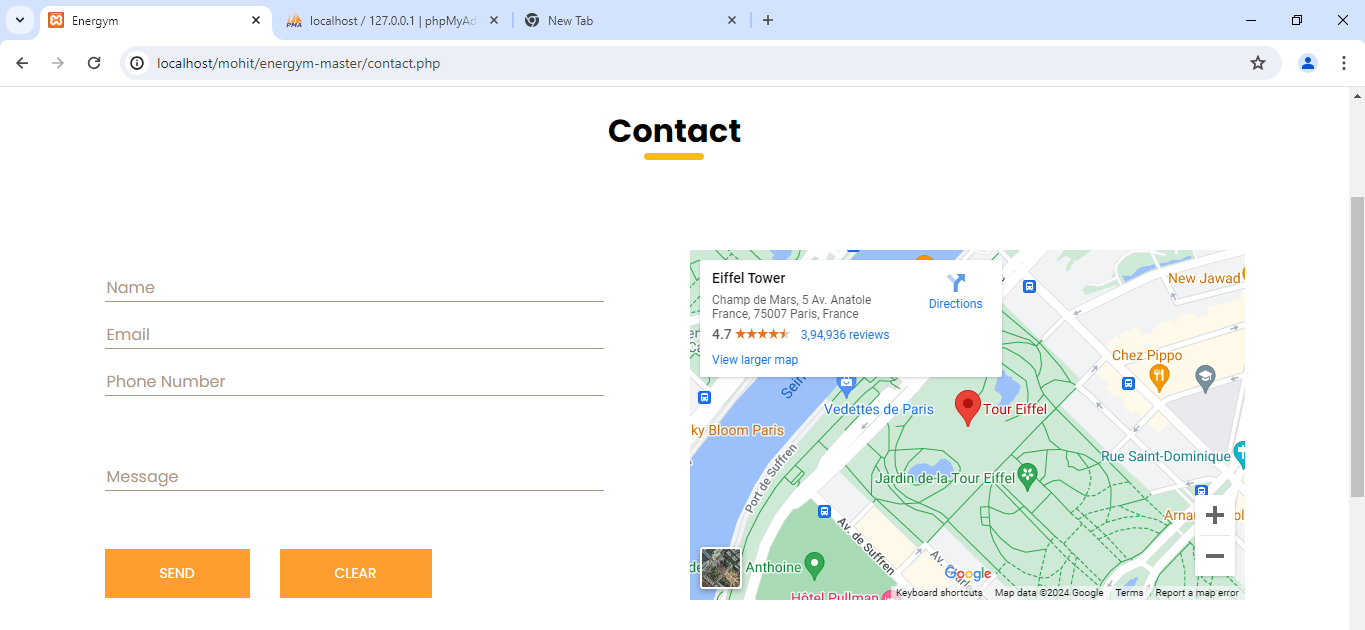 Energym
localhost / 127.0.0.1 | phpMyAd
New Tab
localhost/mohit/energym-master/contact.php
Contact
Name
Email
Phone Number
Message
SEND CLEAR
Eiffel Tower
Directions
Champ de Mars, 5 Av. Anatole
France, 75007 Paris, France
4.7 3,94,936 reviews
View larger map
New Jawad
Chez Pippo
Vedettes de Paris
Tour Eiffel
ky Bloom Paris
Rue Saint-Dominique
Port de Suffren
Jardin de la Tour Eiffel
Av. de Suffren
Anthoine
Hôtel Pullman
Google
Keyboard shortcuts Map data ©2024 Google Terms Report a map error